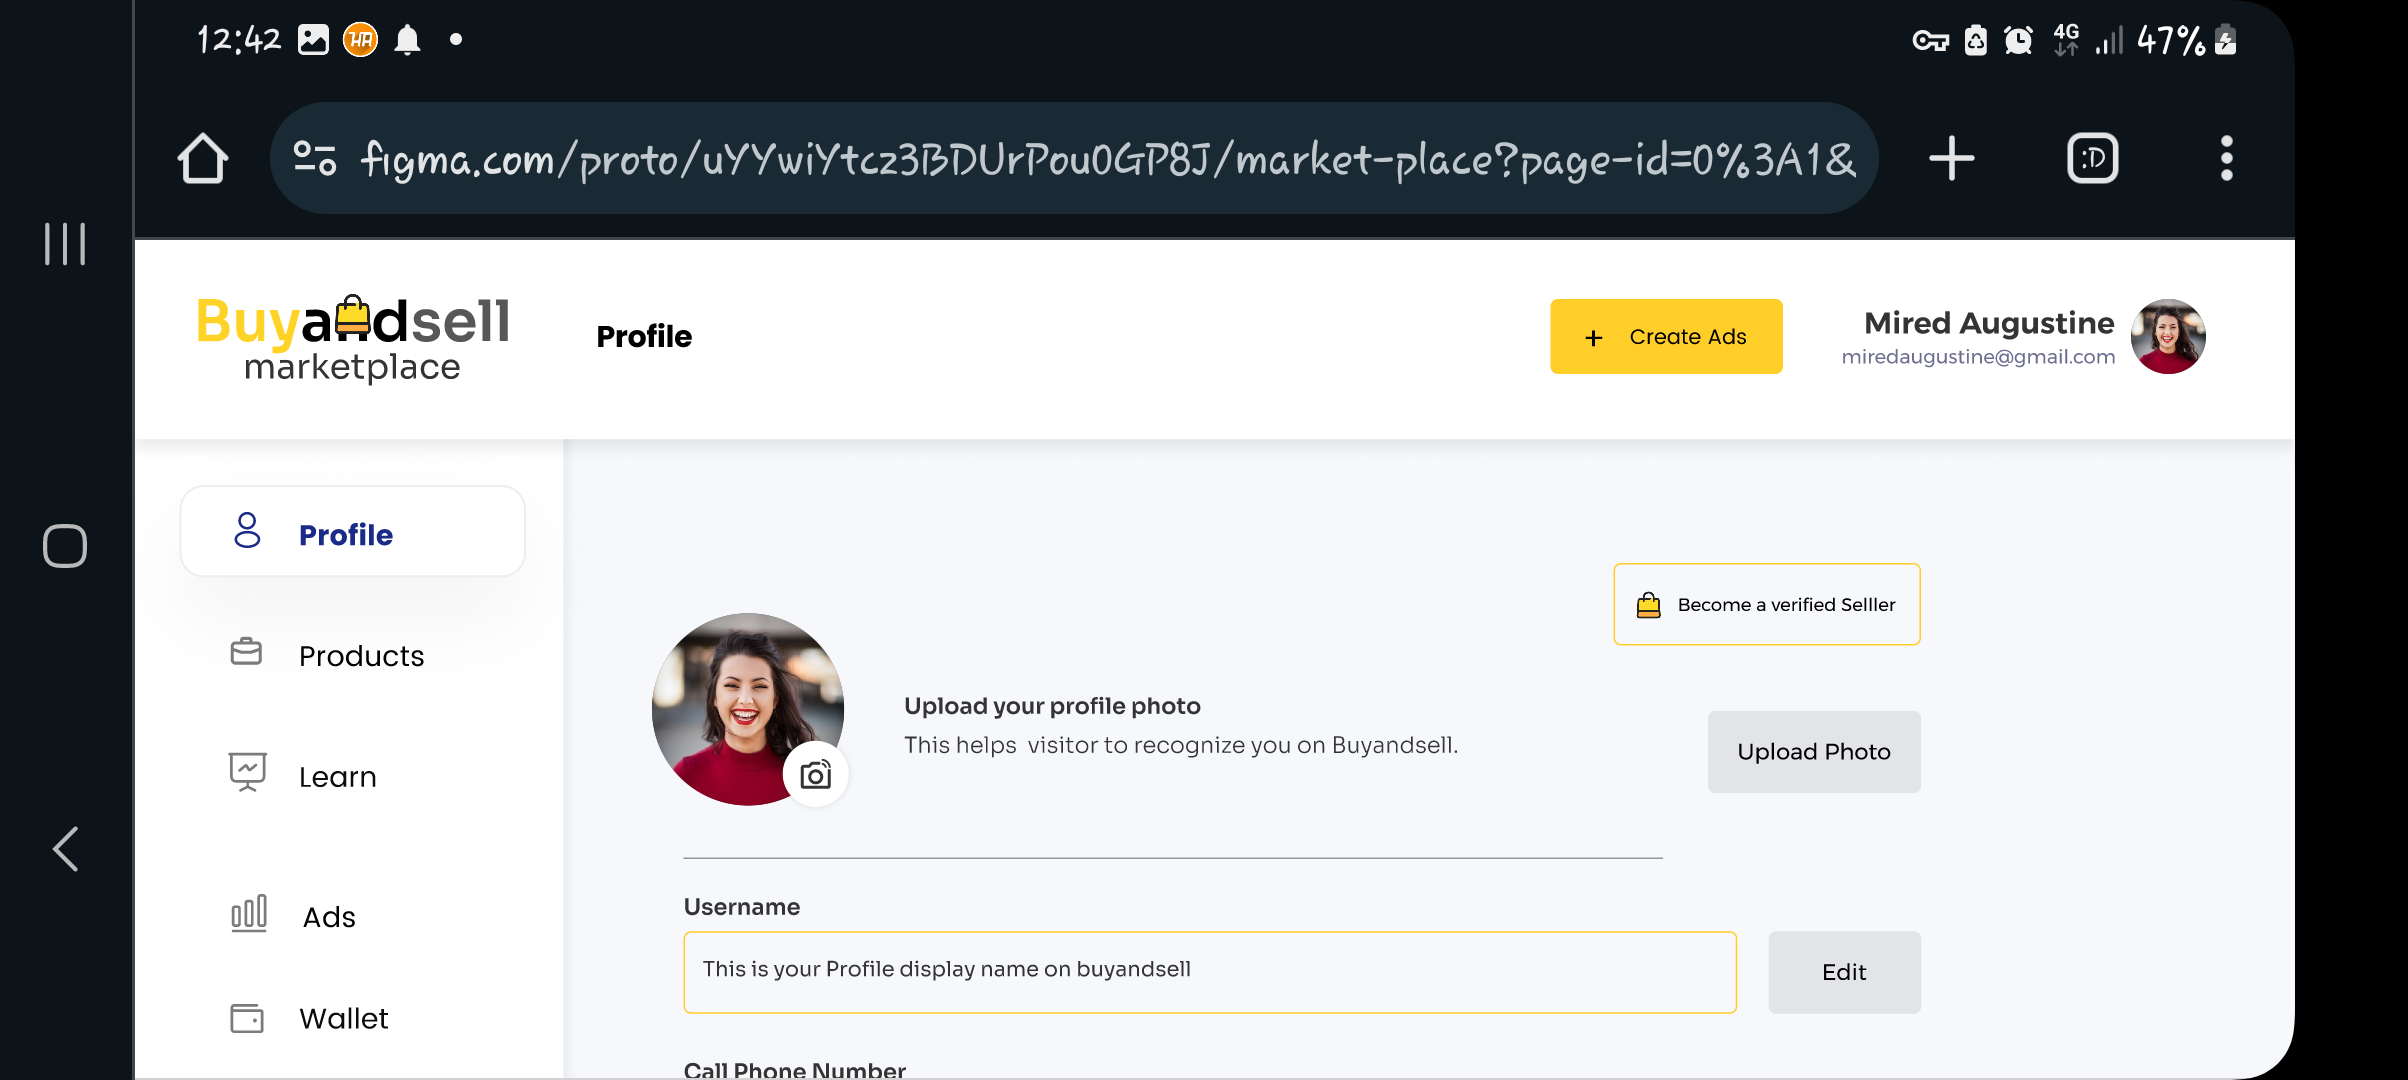 12:42
4G 47%
figma.com/proto/uYYwiYtcz3BDUrPou0GP8J/market-place?page-id=0%3A1&
:D
Buyandsell
marketplace
Profile
+ Create Ads
Mired Augustine
miredaugustine@gmail.com
Profile
Products
Learn
Ads
Wallet
Become a verified Selller
Upload your profile photo
This helps visitor to recognize you on Buyandsell.
Upload Photo
Username
This is your Profile display name on buyandsell
Edit
Call Phone Number